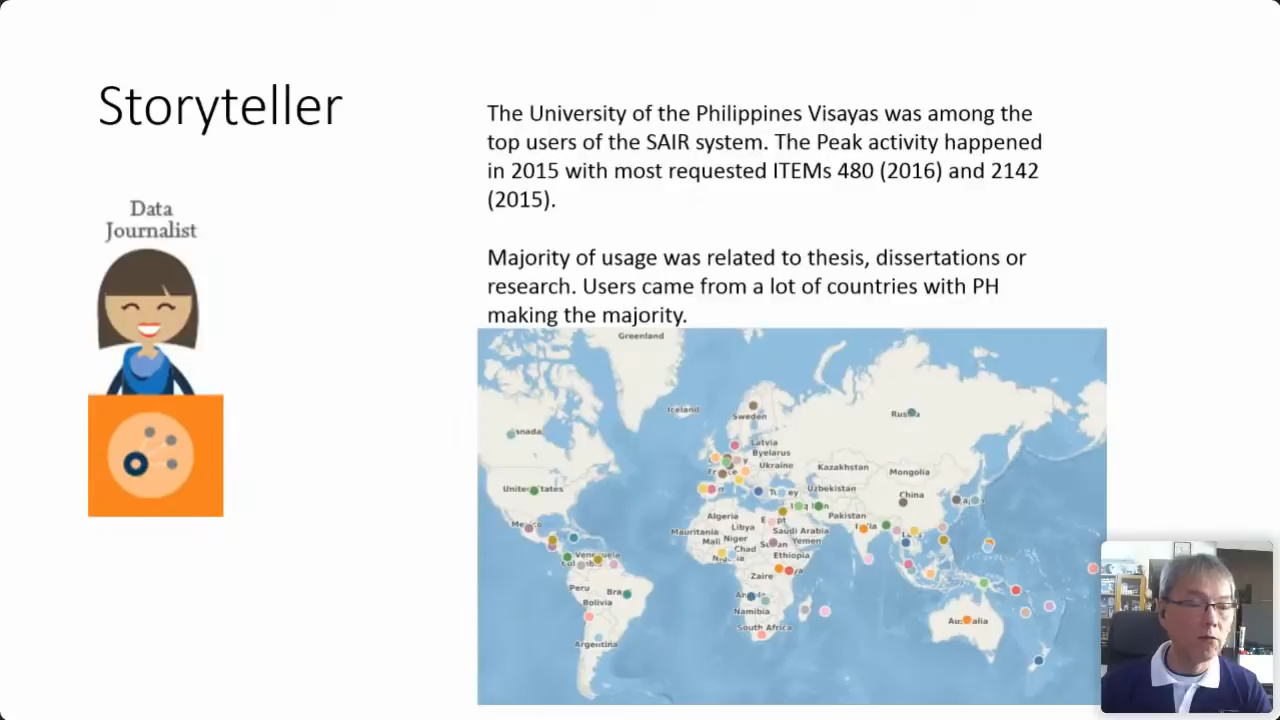 Storyteller
Data
Journalist
The University of the Philippines Visayas was among the
top users of the SAIR system. The Peak activity happened
in 2015 with most requested ITEMs 480 (2016) and 2142
(2015).
Majority of usage was related to thesis, dissertations or
research. Users came from a lot of countries with PH
making the majority.
Greenland
Iceland
Sweden
Russia
Latvia
Byelarus
Ukraine
Kazakhstan
Mongolia
Uzbekistan
China
Algeria
Libya
Pakistan
Saudi Arabia
Mauritania
Mali
Niger
Chad
Yemen
Ethiopia
Zaire
Peru
Bolivia
Namibia
South Africa
Argentina